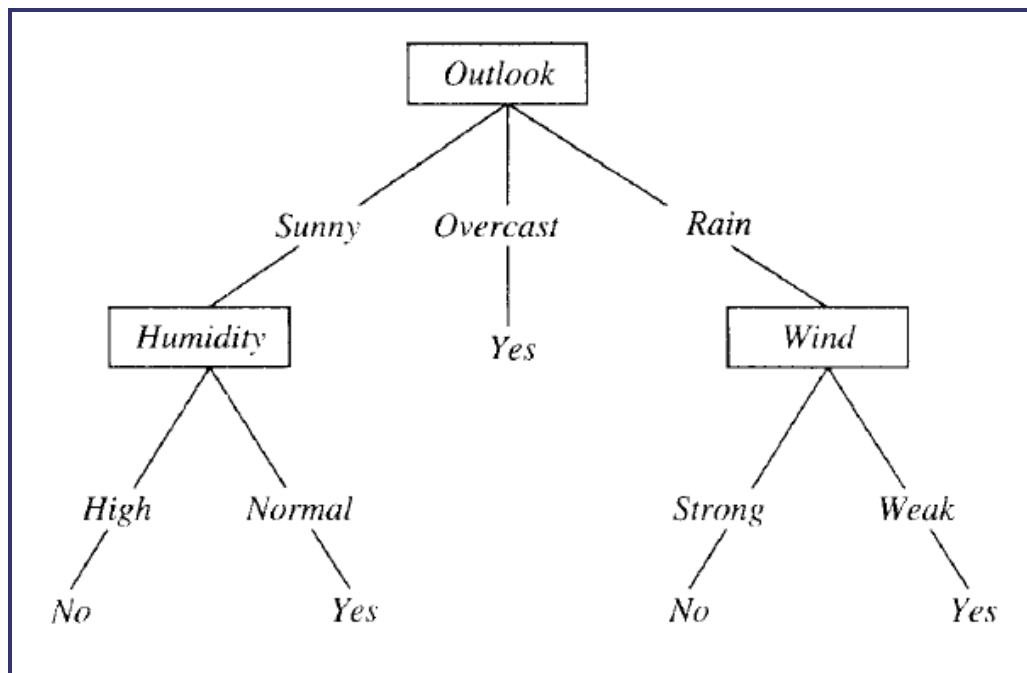 Outlook
Sunny Overcast Rain
Humidity Yes Wind
High Normal Strong Weak
No Yes No Yes